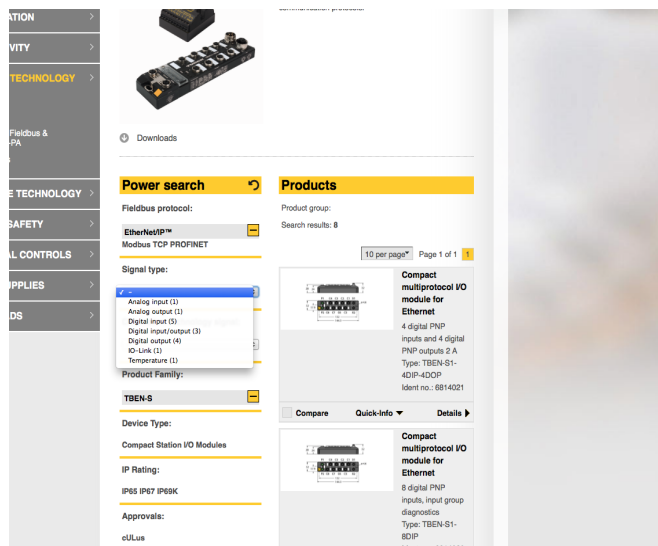 ATION
VITY
TECHNOLOGY
Fieldbus &
-PA
E TECHNOLOGY
SAFETY
AL CONTROLS
UPPLIES
DS
Downloads
Power search
Fieldbus protocol:
EtherNet/IP™
Modbus TCP PROFINET
Signal type:
✓ -
Analog input (1)
Analog output (1)
Digital input (5)
Digital input/output (3)
Digital output (4)
IO-Link (1)
Temperature (1)
Product Family:
TBEN-S
Device Type:
Compact Station I/O Modules
IP Rating:
IP65 IP67 IP69K
Approvals:
cULus
Products
Product group:
Search results: 8
10 per page
Page 1 of 1 1
Compact
multiprotocol I/O
module for
Ethernet
4 digital PNP
inputs and 4 digital
PNP outputs 2 A
Type: TBEN-S1-
4DIP-4DOP
Ident no.: 6814021
Compare Quick-Info Details
Compact
multiprotocol I/O
module for
Ethernet
8 digital PNP
inputs, input group
diagnostics
Type: TBEN-S1-
8DIP